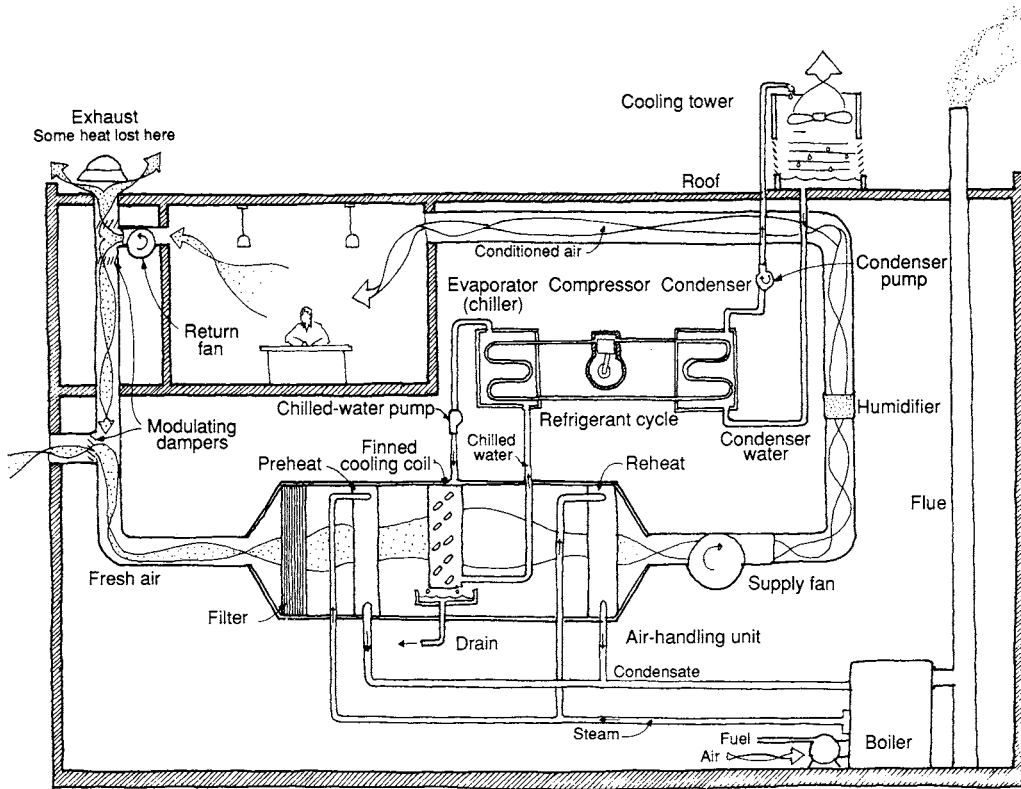 Exhaust
Some heat lost here
Cooling tower
Roof
Conditioned air
Condenser
pump
Evaporator
(chiller)
Compressor
Condenser
Return
fan
Chilled-water pump
Refrigerant cycle
Humidifier
Modulating
dampers
Finned
cooling coil
Chilled
water
Condenser
water
Preheat
Reheat
Flue
Fresh air
Supply fan
Filter
Drain
Air-handling unit
Condensate
Steam
Fuel
Air
Boiler